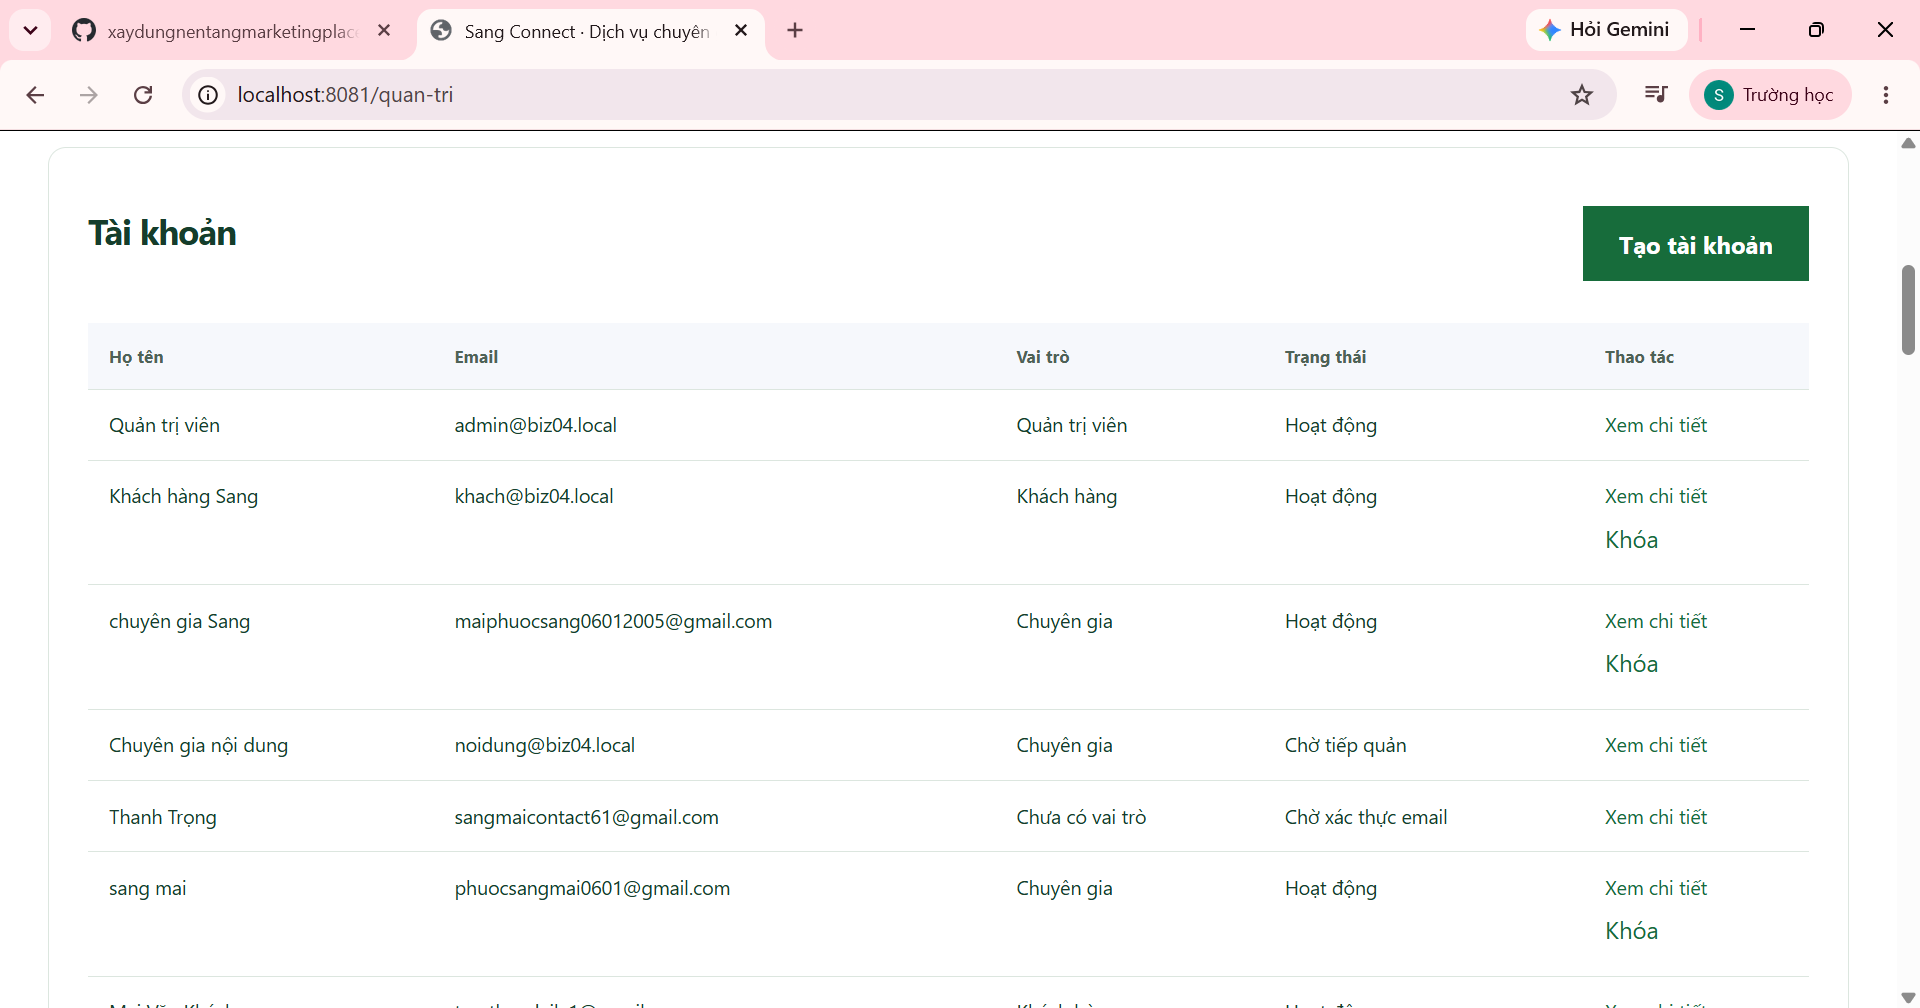 xaydungnentangmarketingplac
Sang Connect · Dịch vụ chuyên
Hỏi Gemini
localhost:8081/quan-tri
S
Trường học
Tài khoản
Tạo tài khoản
Họ tên Email Vai trò Trạng thái Thao tác
Quản trị viên admin@biz04.local Quản trị viên Hoạt động Xem chi tiết
Khách hàng Sang khach@biz04.local Khách hàng Hoạt động Xem chi tiết
Khóa
chuyên gia Sang maiphuocsang06012005@gmail.com Chuyên gia Hoạt động Xem chi tiết
Khóa
Chuyên gia nội dung noidung@biz04.local Chuyên gia Chờ tiếp quản Xem chi tiết
Thanh Trọng sangmaicontact61@gmail.com Chưa có vai trò Chờ xác thực email Xem chi tiết
sang mai phuocsangmai0601@gmail.com Chuyên gia Hoạt động Xem chi tiết
Khóa